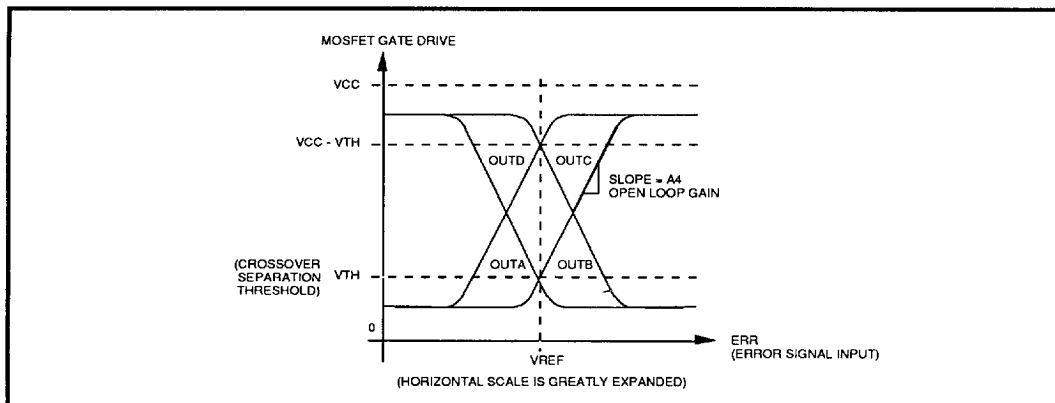 MOSFET GATE DRIVE
VCC
VCC - VTH
OUTD
OUTC
SLOPE = A4
OPEN LOOP GAIN
(CROSSOVER
SEPARATION
THRESHOLD)
VTH
OUTA
OUTB
0
ERR
(ERROR SIGNAL INPUT)
VREF
(HORIZONTAL SCALE IS GREATLY EXPANDED)